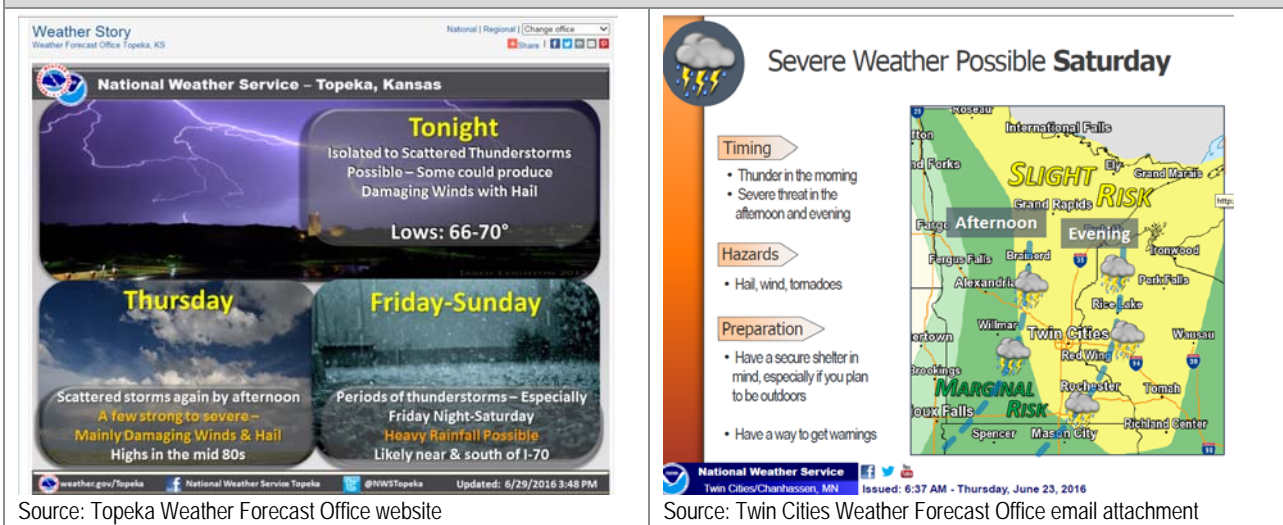 Weather Story
Weather Forecast Office Topeka, KS
National | Regional | Change office
Share
National Weather Service – Topeka, Kansas
Tonight
Isolated to Scattered Thunderstorms
Possible – Some could produce
Damaging Winds with Hail
Lows: 66-70°
Thursday
Scattered storms again by afternoon
A few strong to severe –
Mainly Damaging Winds & Hail
Highs in the mid 80s
Friday-Sunday
Periods of thunderstorms – Especially
Friday Night-Saturday
Heavy Rainfall Possible
Likely near & south of I-70
weather.gov/Topeka
National Weather Service Topeka
@NWSTopeka
Updated: 6/29/2016 3:48 PM
Source: Topeka Weather Forecast Office website
Severe Weather Possible Saturday
Timing
• Thunder in the morning
• Severe threat in the
afternoon and evening
Hazards
• Hail, wind, tornadoes
Preparation
• Have a secure shelter in
mind, especially if you plan
to be outdoors
• Have a way to get warnings
Roseau
International Falls
Ely
Grand Marais
SLIGHT
RISK
Grand Rapids
http:
Afternoon
Evening
Fargo
Ironwood
Fergus Falls
Brainerd
35
Alexandria
Park Falls
Rice Lake
Willmar
Twin Cities
Wausau
Red Wing
94
39
Brookings
MARGINAL
RISK
Rochester
Tomah
Sioux Falls
Spencer
Mason City
Richland Center
National Weather Service
Twin Cities/Chanhassen, MN
Issued: 6:37 AM - Thursday, June 23, 2016
Source: Twin Cities Weather Forecast Office email attachment